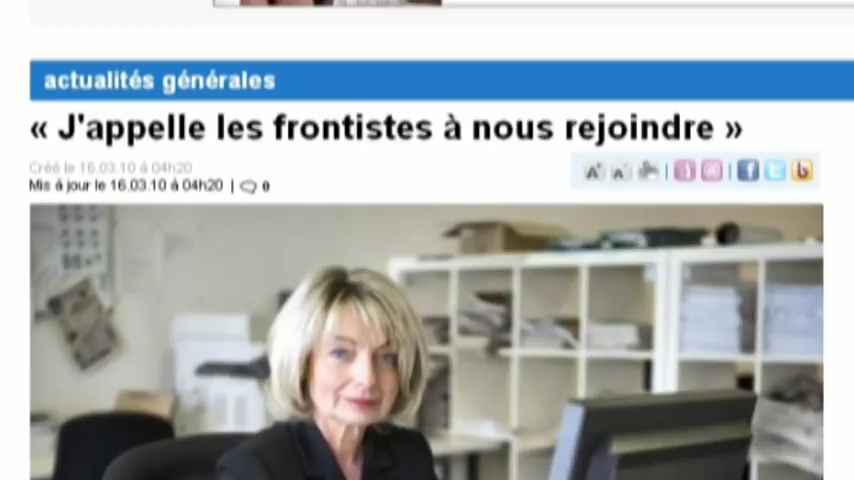 actualités générales
« J'appelle les frontistes à nous rejoindre »
Créé le 16.03.10 à 04h20
Mis à jour le 16.03.10 à 04h20 | 0